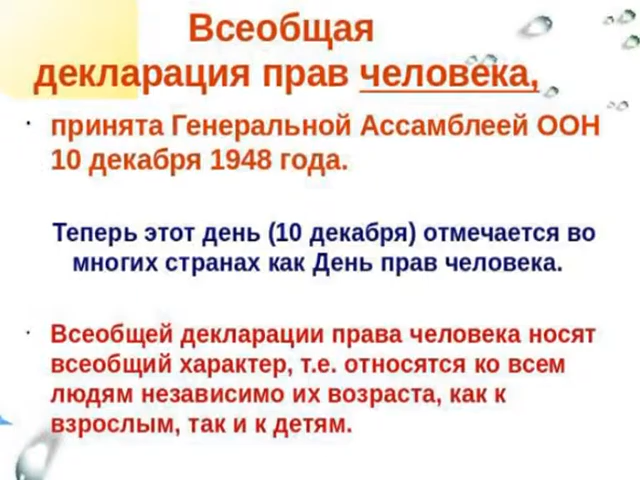 Всеобщая
декларация прав человека,
принята Генеральной Ассамблеей ООН
10 декабря 1948 года.
Теперь этот день (10 декабря) отмечается во
многих странах как День прав человека.
Всеобщей декларации права человека носят
всеобщий характер, т.е. относятся ко всем
людям независимо их возраста, как к
взрослым, так и к детям.